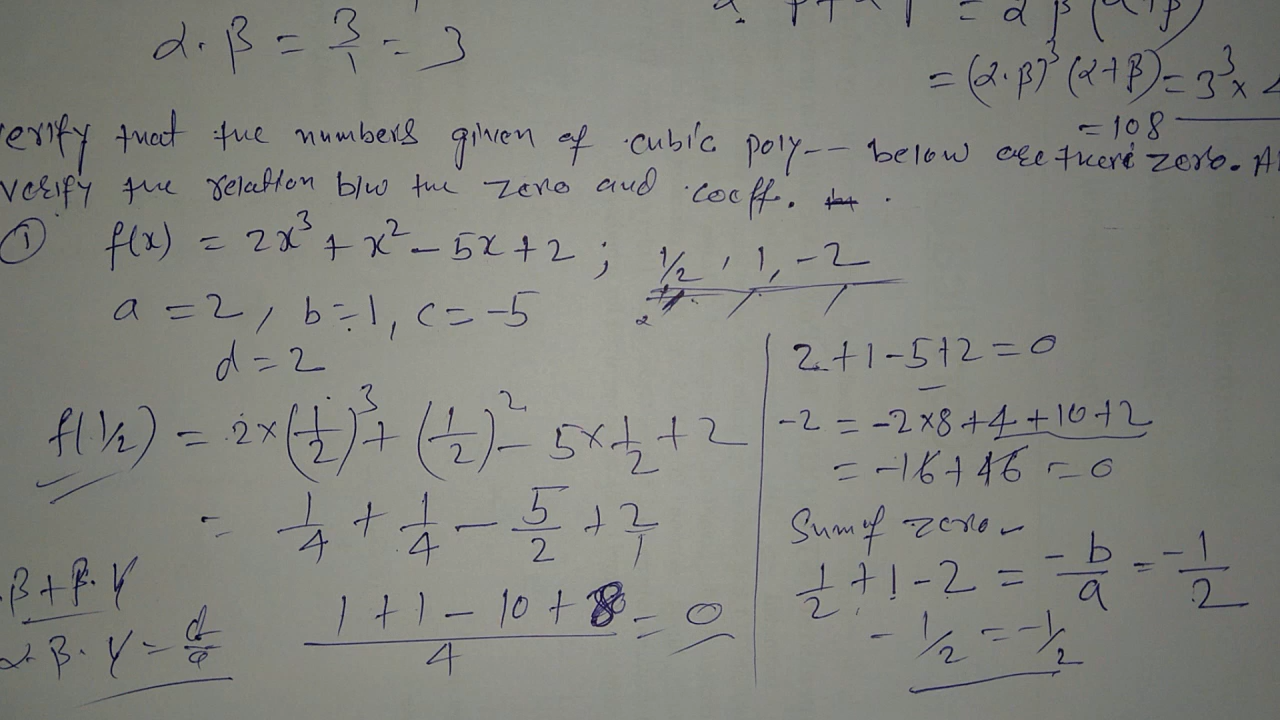 α·β = 3/1 = 3
= αβ(α+β)
= (α·β)³ (α+β) = 3³ ×
= 108
erify that the numbers given of cubic poly-- below are there zero.
verify the relation b/w the zero and coeff.
① f(x) = 2x³ + x² - 5x + 2 ; 1/2, 1, -2
a = 2, b = 1, c = -5
d = 2
f(1/2) = 2×(1/2)³ + (1/2)² - 5×1/2 + 2
= 1/4 + 1/4 - 5/2 + 2/1
(1 + 1 - 10 + 8)/4 = 0
β + β·γ
α·β·γ = d/a
2+1-5+2=0
-2 = -2×8+4+10+2
= -16+16 = 0
Sum of zero -
1/2 + 1 - 2 = -b/a = -1/2
- 1/2 = -1/2